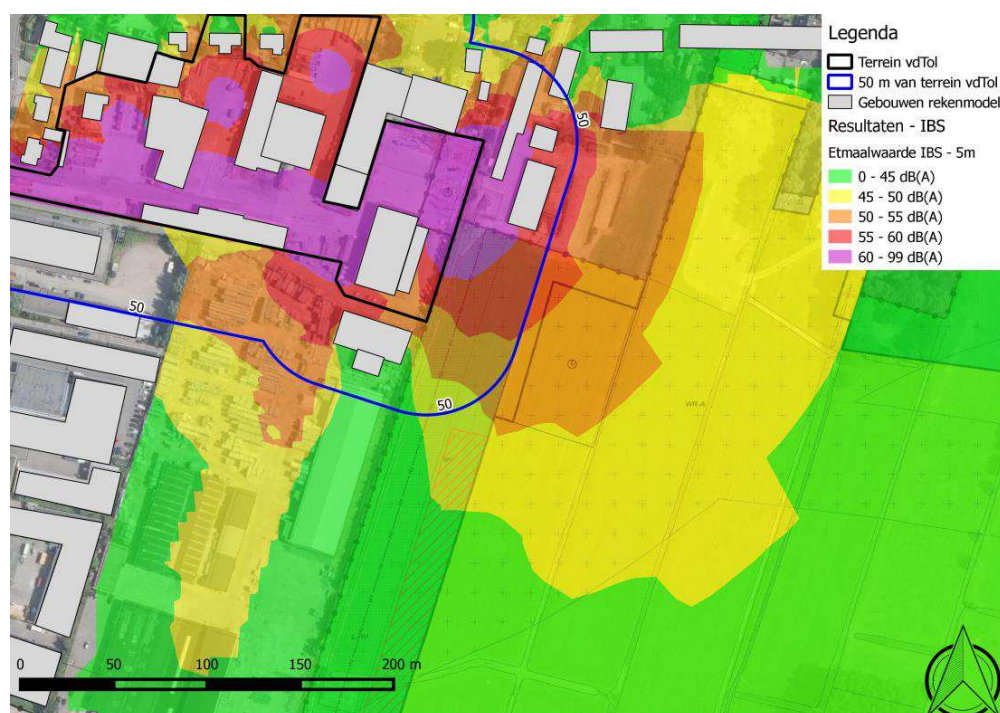 Legenda
Terrein vdTol
50 m van terrein vdTol
Gebouwen rekenmodel
Resultaten - IBS
Etmaalwaarde IBS - 5m
0 - 45 dB(A)
45 - 50 dB(A)
50 - 55 dB(A)
55 - 60 dB(A)
60 - 99 dB(A)
50
50
50
WR-A
0 50 100 150 200 m